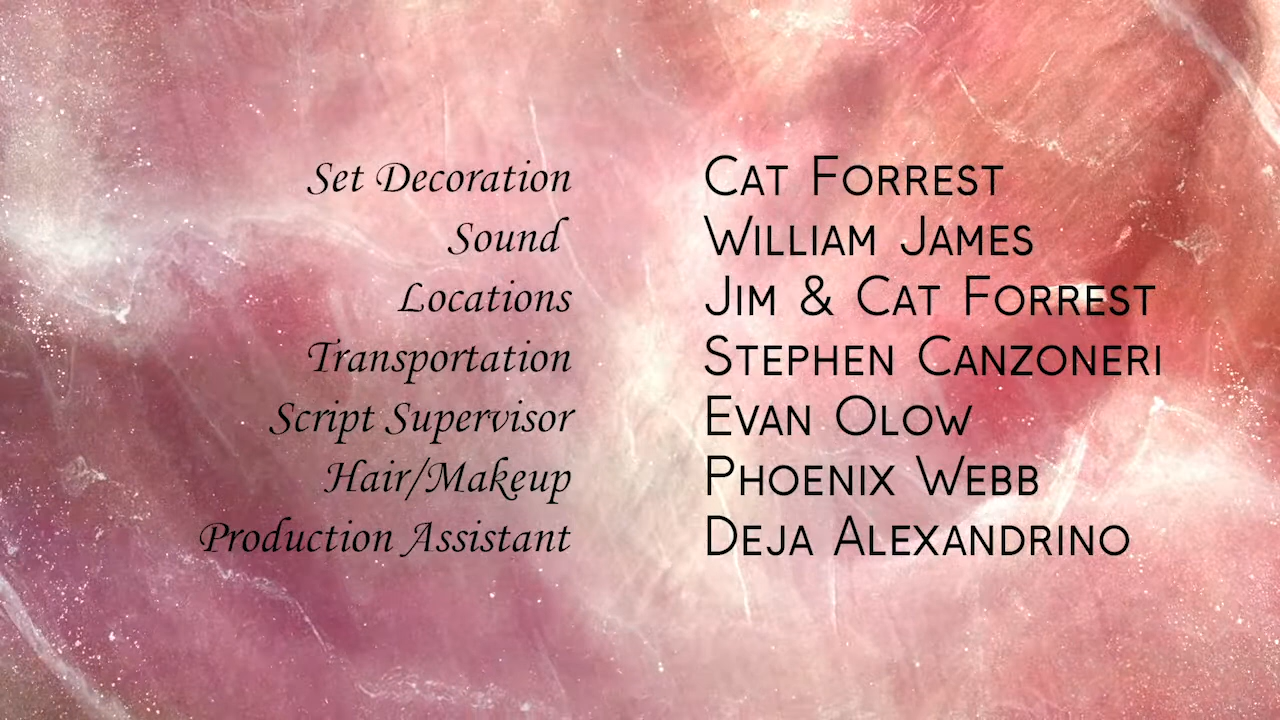 Set Decoration CAT FORREST
Sound WILLIAM JAMES
Locations JIM & CAT FORREST
Transportation STEPHEN CANZONERI
Script Supervisor EVAN OLOW
Hair/Makeup PHOENIX WEBB
Production Assistant DEJA ALEXANDRINO